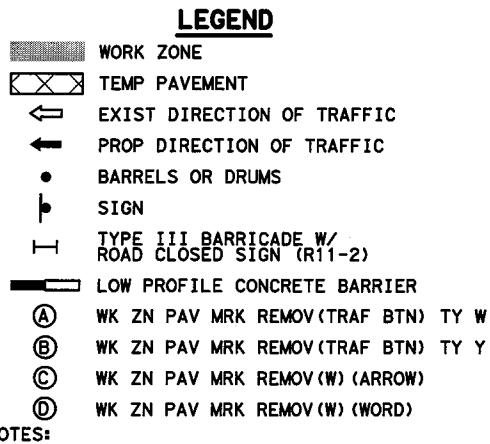 LEGEND
WORK ZONE
TEMP PAVEMENT
EXIST DIRECTION OF TRAFFIC
PROP DIRECTION OF TRAFFIC
BARRELS OR DRUMS
SIGN
TYPE III BARRICADE W/
ROAD CLOSED SIGN (R11-2)
LOW PROFILE CONCRETE BARRIER
A WK ZN PAV MRK REMOV(TRAF BTN) TY W
B WK ZN PAV MRK REMOV(TRAF BTN) TY Y
C WK ZN PAV MRK REMOV(W)(ARROW)
D WK ZN PAV MRK REMOV(W)(WORD)
OTES: